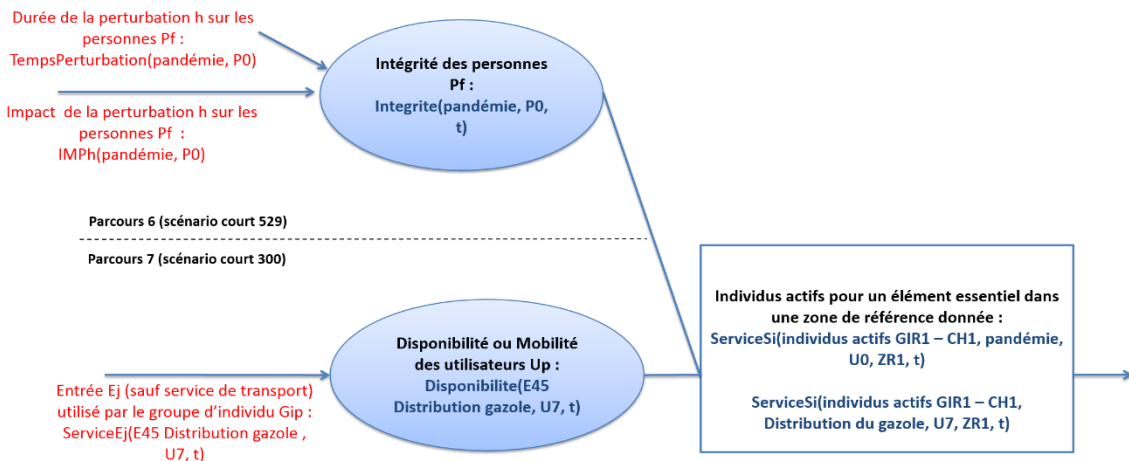 Durée de la perturbation h sur les
personnes Pf :
TempsPerturbation(pandémie, P0)
Impact  de la perturbation h sur les
personnes Pf  :
IMPh(pandémie, P0)
Intégrité des personnes
Pf :
Integrite(pandémie, P0,
t)
Parcours 6 (scénario court 529)
Parcours 7 (scénario court 300)
Entrée Ej (sauf service de transport)
utilisé par le groupe d’individu Gip :
ServiceEj(E45 Distribution gazole ,
U7, t)
Disponibilité ou Mobilité
des utilisateurs Up :
Disponibilite(E45
Distribution gazole, U7, t)
Individus actifs pour un élément essentiel dans
une zone de référence donnée :
ServiceSi(individus actifs GIR1 – CH1, pandémie,
U0, ZR1, t)
ServiceSi(individus actifs GIR1 – CH1,
Distribution du gazole, U7, ZR1, t)